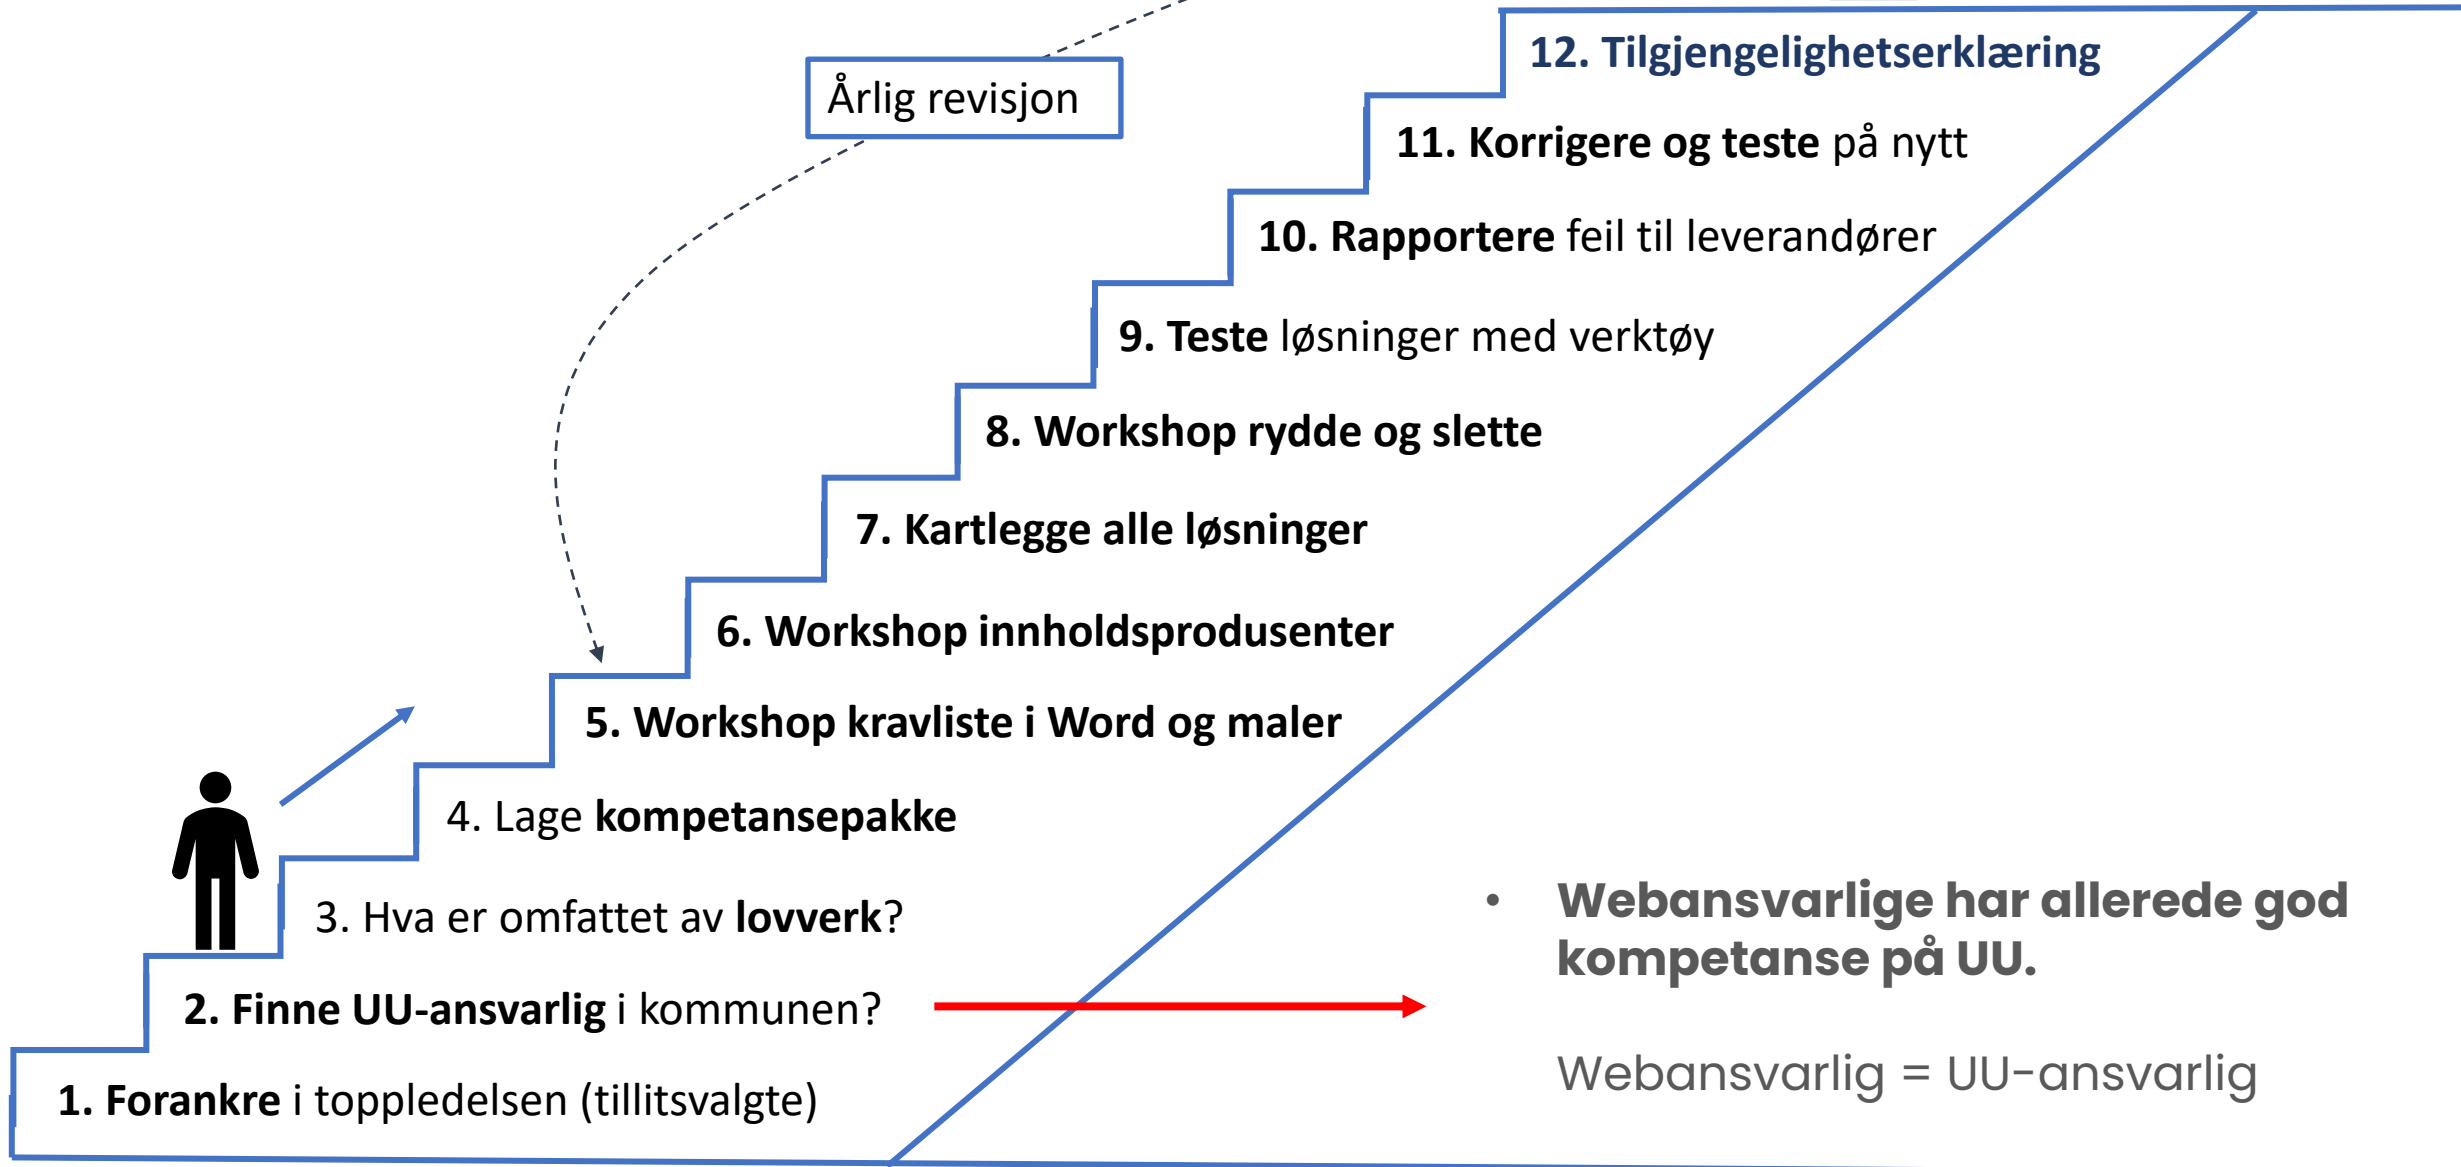 12. Tilgjengelighetserklæring
Årlig revisjon
11. Korrigere og teste på nytt
10. Rapportere feil til leverandører
9. Teste løsninger med verktøy
8. Workshop rydde og slette
7. Kartlegge alle løsninger
6. Workshop innholdsprodusenter
5. Workshop kravliste i Word og maler
4. Lage kompetansepakke
3. Hva er omfattet av lovverk?
2. Finne UU-ansvarlig i kommunen?
1. Forankre i toppledelsen (tillitsvalgte)
• Webansvarlige har allerede god
kompetanse på UU.
Webansvarlig = UU-ansvarlig